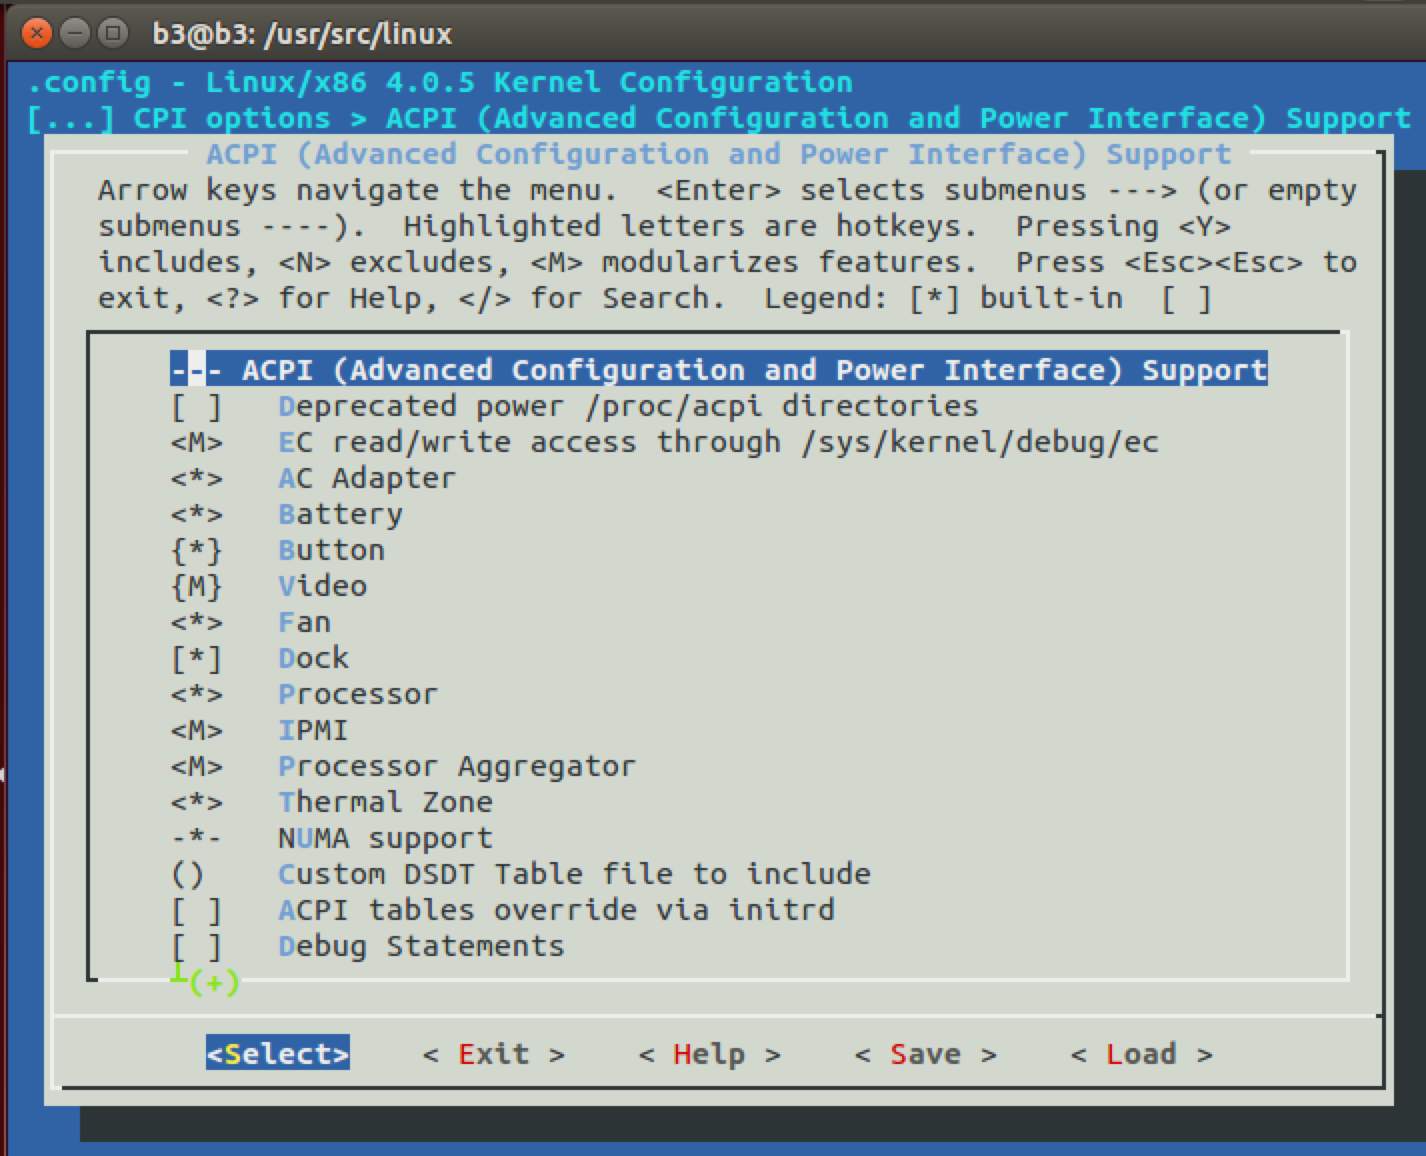 b3@b3: /usr/src/linux
.config - Linux/x86 4.0.5 Kernel Configuration
[...] CPI options > ACPI (Advanced Configuration and Power Interface) Support
ACPI (Advanced Configuration and Power Interface) Support
Arrow keys navigate the menu.  <Enter> selects submenus ---> (or empty
submenus ----).  Highlighted letters are hotkeys.  Pressing <Y>
includes, <N> excludes, <M> modularizes features.  Press <Esc><Esc> to
exit, <?> for Help, </> for Search.  Legend: [*] built-in  [ ]
--- ACPI (Advanced Configuration and Power Interface) Support
[ ]   Deprecated power /proc/acpi directories
<M>   EC read/write access through /sys/kernel/debug/ec
<*>   AC Adapter
<*>   Battery
{*}   Button
{M}   Video
<*>   Fan
[*]   Dock
<*>   Processor
<M>   IPMI
<M>   Processor Aggregator
<*>   Thermal Zone
-*-   NUMA support
()    Custom DSDT Table file to include
[ ]   ACPI tables override via initrd
[ ]   Debug Statements
┴(+)
<Select>    < Exit >    < Help >    < Save >    < Load >